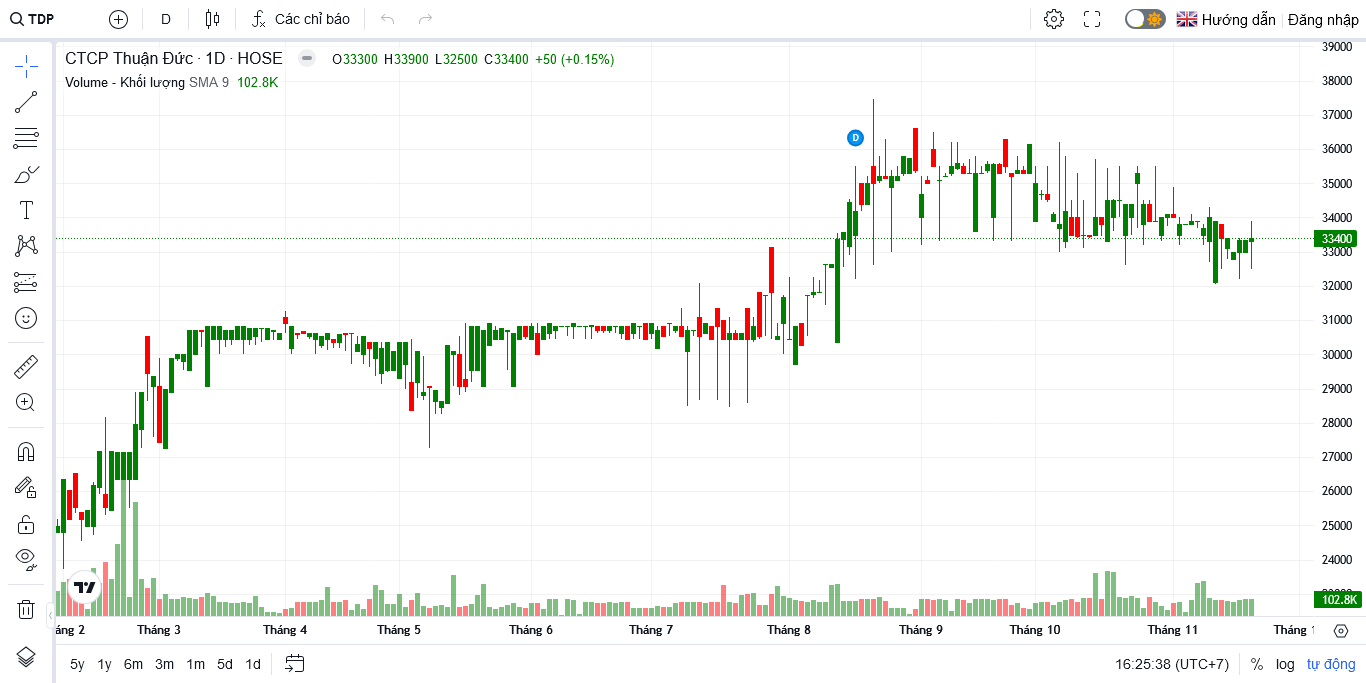 TDP D Các chỉ báo Hướng dẫn Đăng nhập
CTCP Thuận Đức · 1D · HOSE O33300 H33900 L32500 C33400 +50 (+0.15%)
Volume - Khối lượng SMA 9 102.8K
D
39000
38000
37000
36000
35000
34000
33400
33000
32000
31000
30000
29000
28000
27000
26000
25000
24000
102.8K
áng 2 Tháng 3 Tháng 4 Tháng 5 Tháng 6 Tháng 7 Tháng 8 Tháng 9 Tháng 10 Tháng 11 Tháng 1
5y 1y 6m 3m 1m 5d 1d 16:25:38 (UTC+7) % log tự động